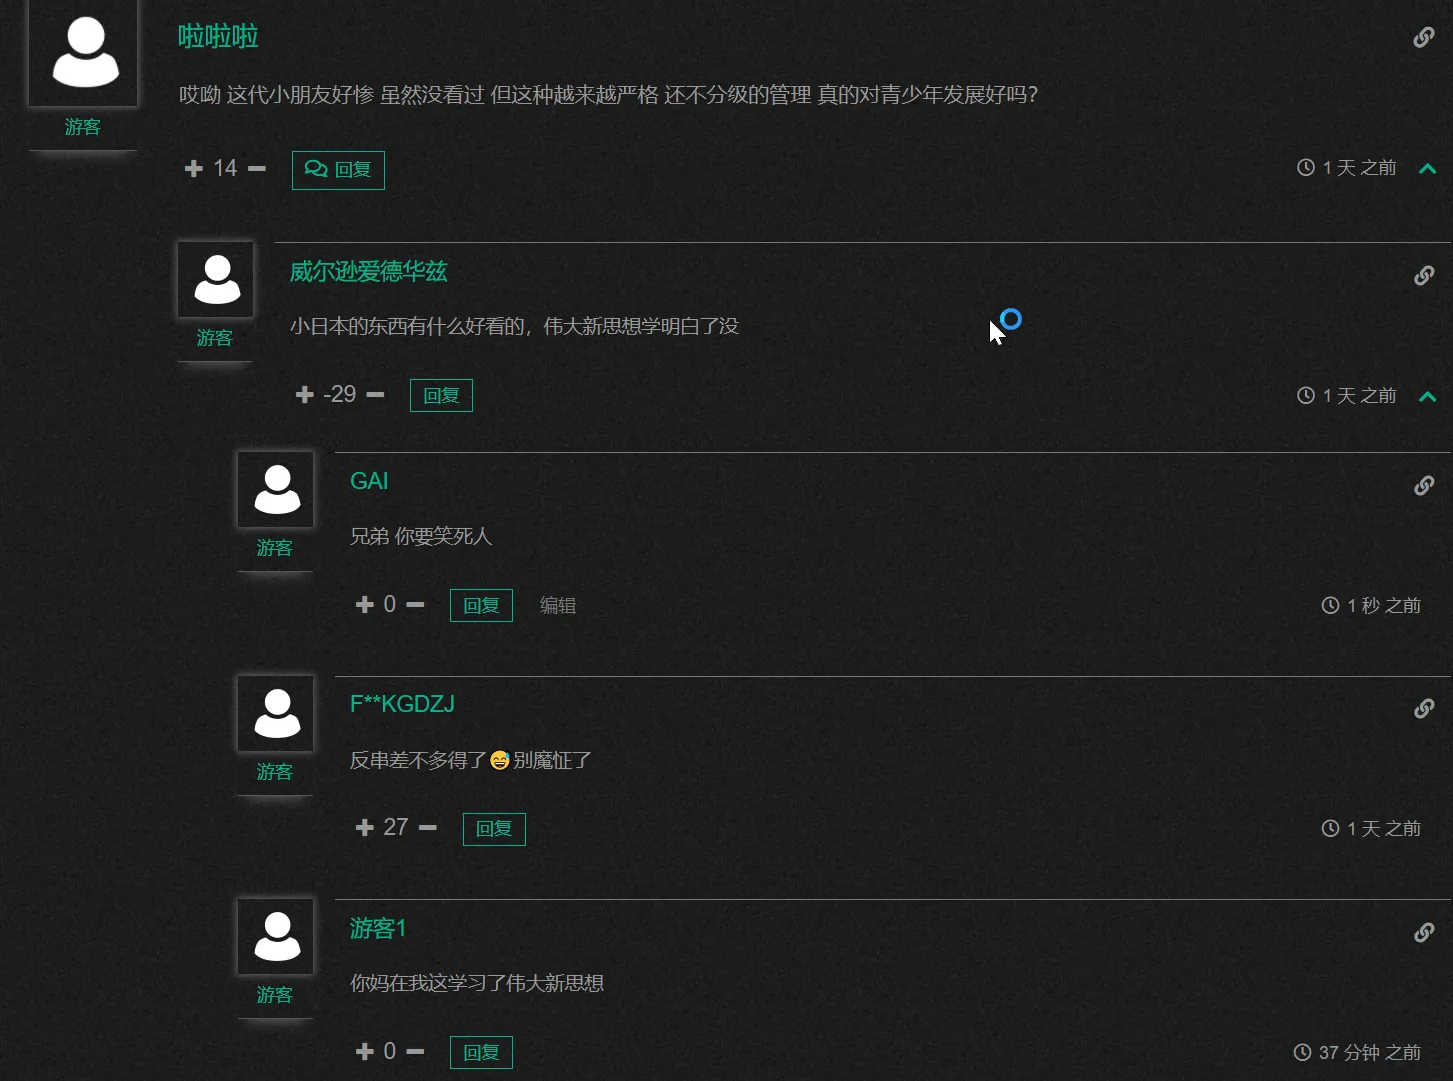 啦啦啦
哎呦 这代小朋友好惨 虽然没看过 但这种越来越严格 还不分级的管理 真的对青少年发展好吗?
游客
14 回复 1 天 之前
威尔逊爱德华兹
小日本的东西有什么好看的，伟大新思想学明白了没
游客
-29 回复 1 天 之前
GAI
兄弟 你要笑死人
游客
0 回复 编辑 1 秒 之前
F**KGDZJ
反串差不多得了😅别魔怔了
游客
27 回复 1 天 之前
游客1
你妈在我这学习了伟大新思想
游客
0 回复 37 分钟 之前